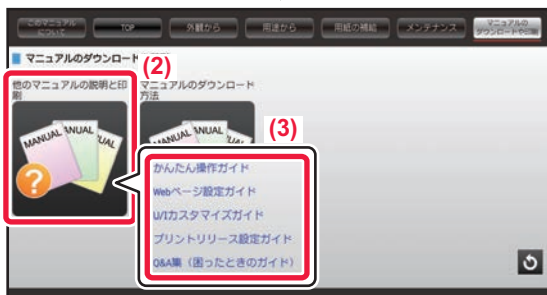 このマニュアル
について
TOP
外観から
用途から
用紙の補給
メンテナンス
マニュアルの
ダウンロードや印刷
マニュアルのダウンロード
(2)
他のマニュアルの説明と印
刷
マニュアルのダウンロード
方法
MANUAL
MANUAL
UAL
MANUAL
MANUAL
UAL
(3)
かんたん操作ガイド
Webページ設定ガイド
U/Iカスタマイズガイド
プリントリリース設定ガイド
Q&A集（困ったときのガイド）